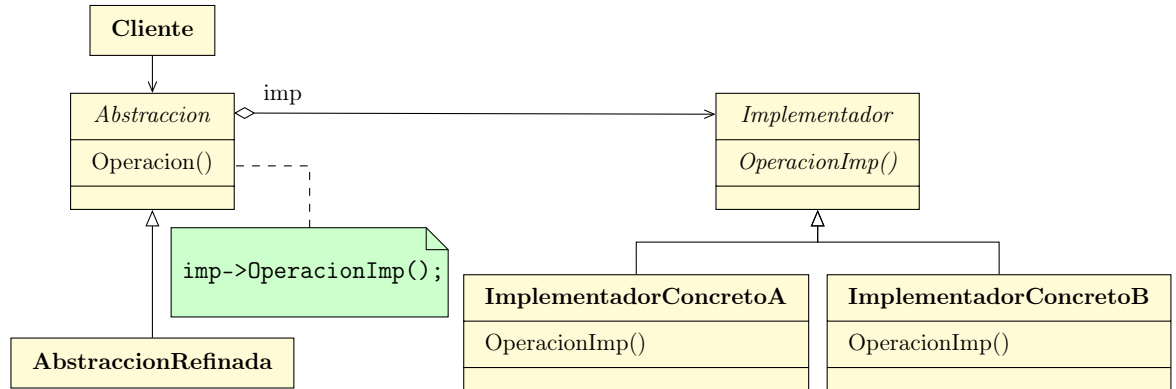 Cliente
imp
Abstraccion
Operacion()
Implementador
OperacionImp()
imp->OperacionImp();
AbstraccionRefinada
ImplementadorConcretoA
OperacionImp()
ImplementadorConcretoB
OperacionImp()